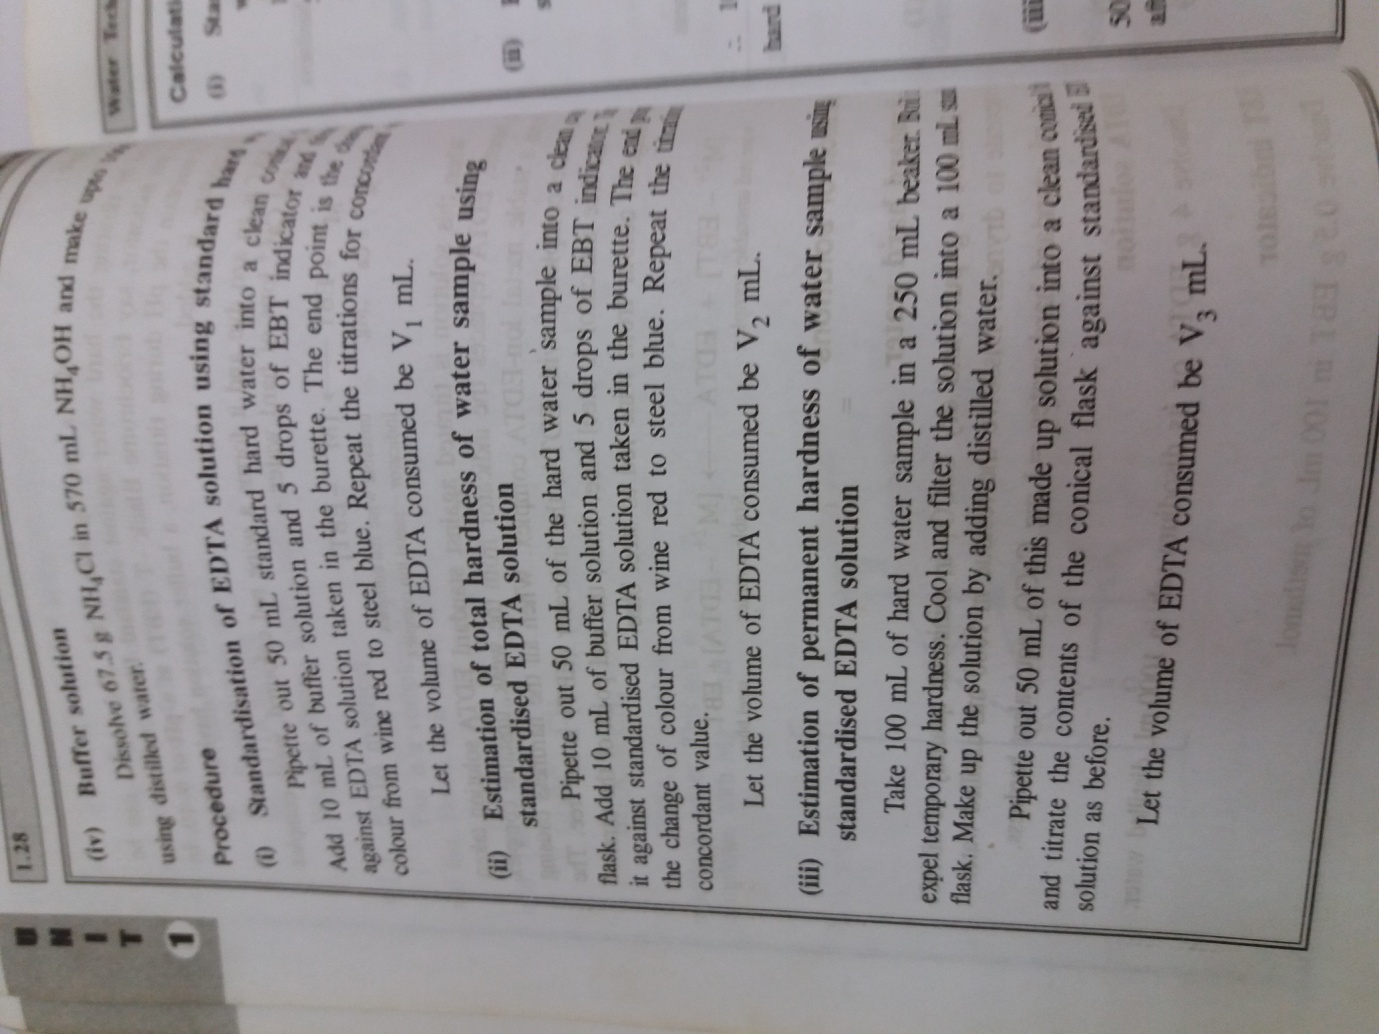 1.28
UNIT
1
(iv) Buffer solution
Dissolve 67.5 g NH₄Cl in 570 mL NH₄OH and make upto
using distilled water.
Procedure
(i) Standardisation of EDTA solution using standard hard
Pipette out 50 mL standard hard water into a clean
Add 10 mL of buffer solution and 5 drops of EBT indicator and
against EDTA solution taken in the burette. The end point is the
colour from wine red to steel blue. Repeat the titrations for
Let the volume of EDTA consumed be V₁ mL.
(ii) Estimation of total hardness of water sample using
standardised EDTA solution
Pipette out 50 mL of the hard water sample into a clean
flask. Add 10 mL of buffer solution and 5 drops of EBT indicator.
it against standardised EDTA solution taken in the burette. The end
the change of colour from wine red to steel blue. Repeat the
concordant value.
Let the volume of EDTA consumed be V₂ mL.
(iii) Estimation of permanent hardness of water sample using
standardised EDTA solution
Take 100 mL of hard water sample in a 250 mL beaker.
expel temporary hardness. Cool and filter the solution into a 100 mL
flask. Make up the solution by adding distilled water.
Pipette out 50 mL of this made up solution into a clean conical
and titrate the contents of the conical flask against standardised
solution as before.
Let the volume of EDTA consumed be V₃ mL.
Water
(i)
(ii)
∴
hard
(iii)
50